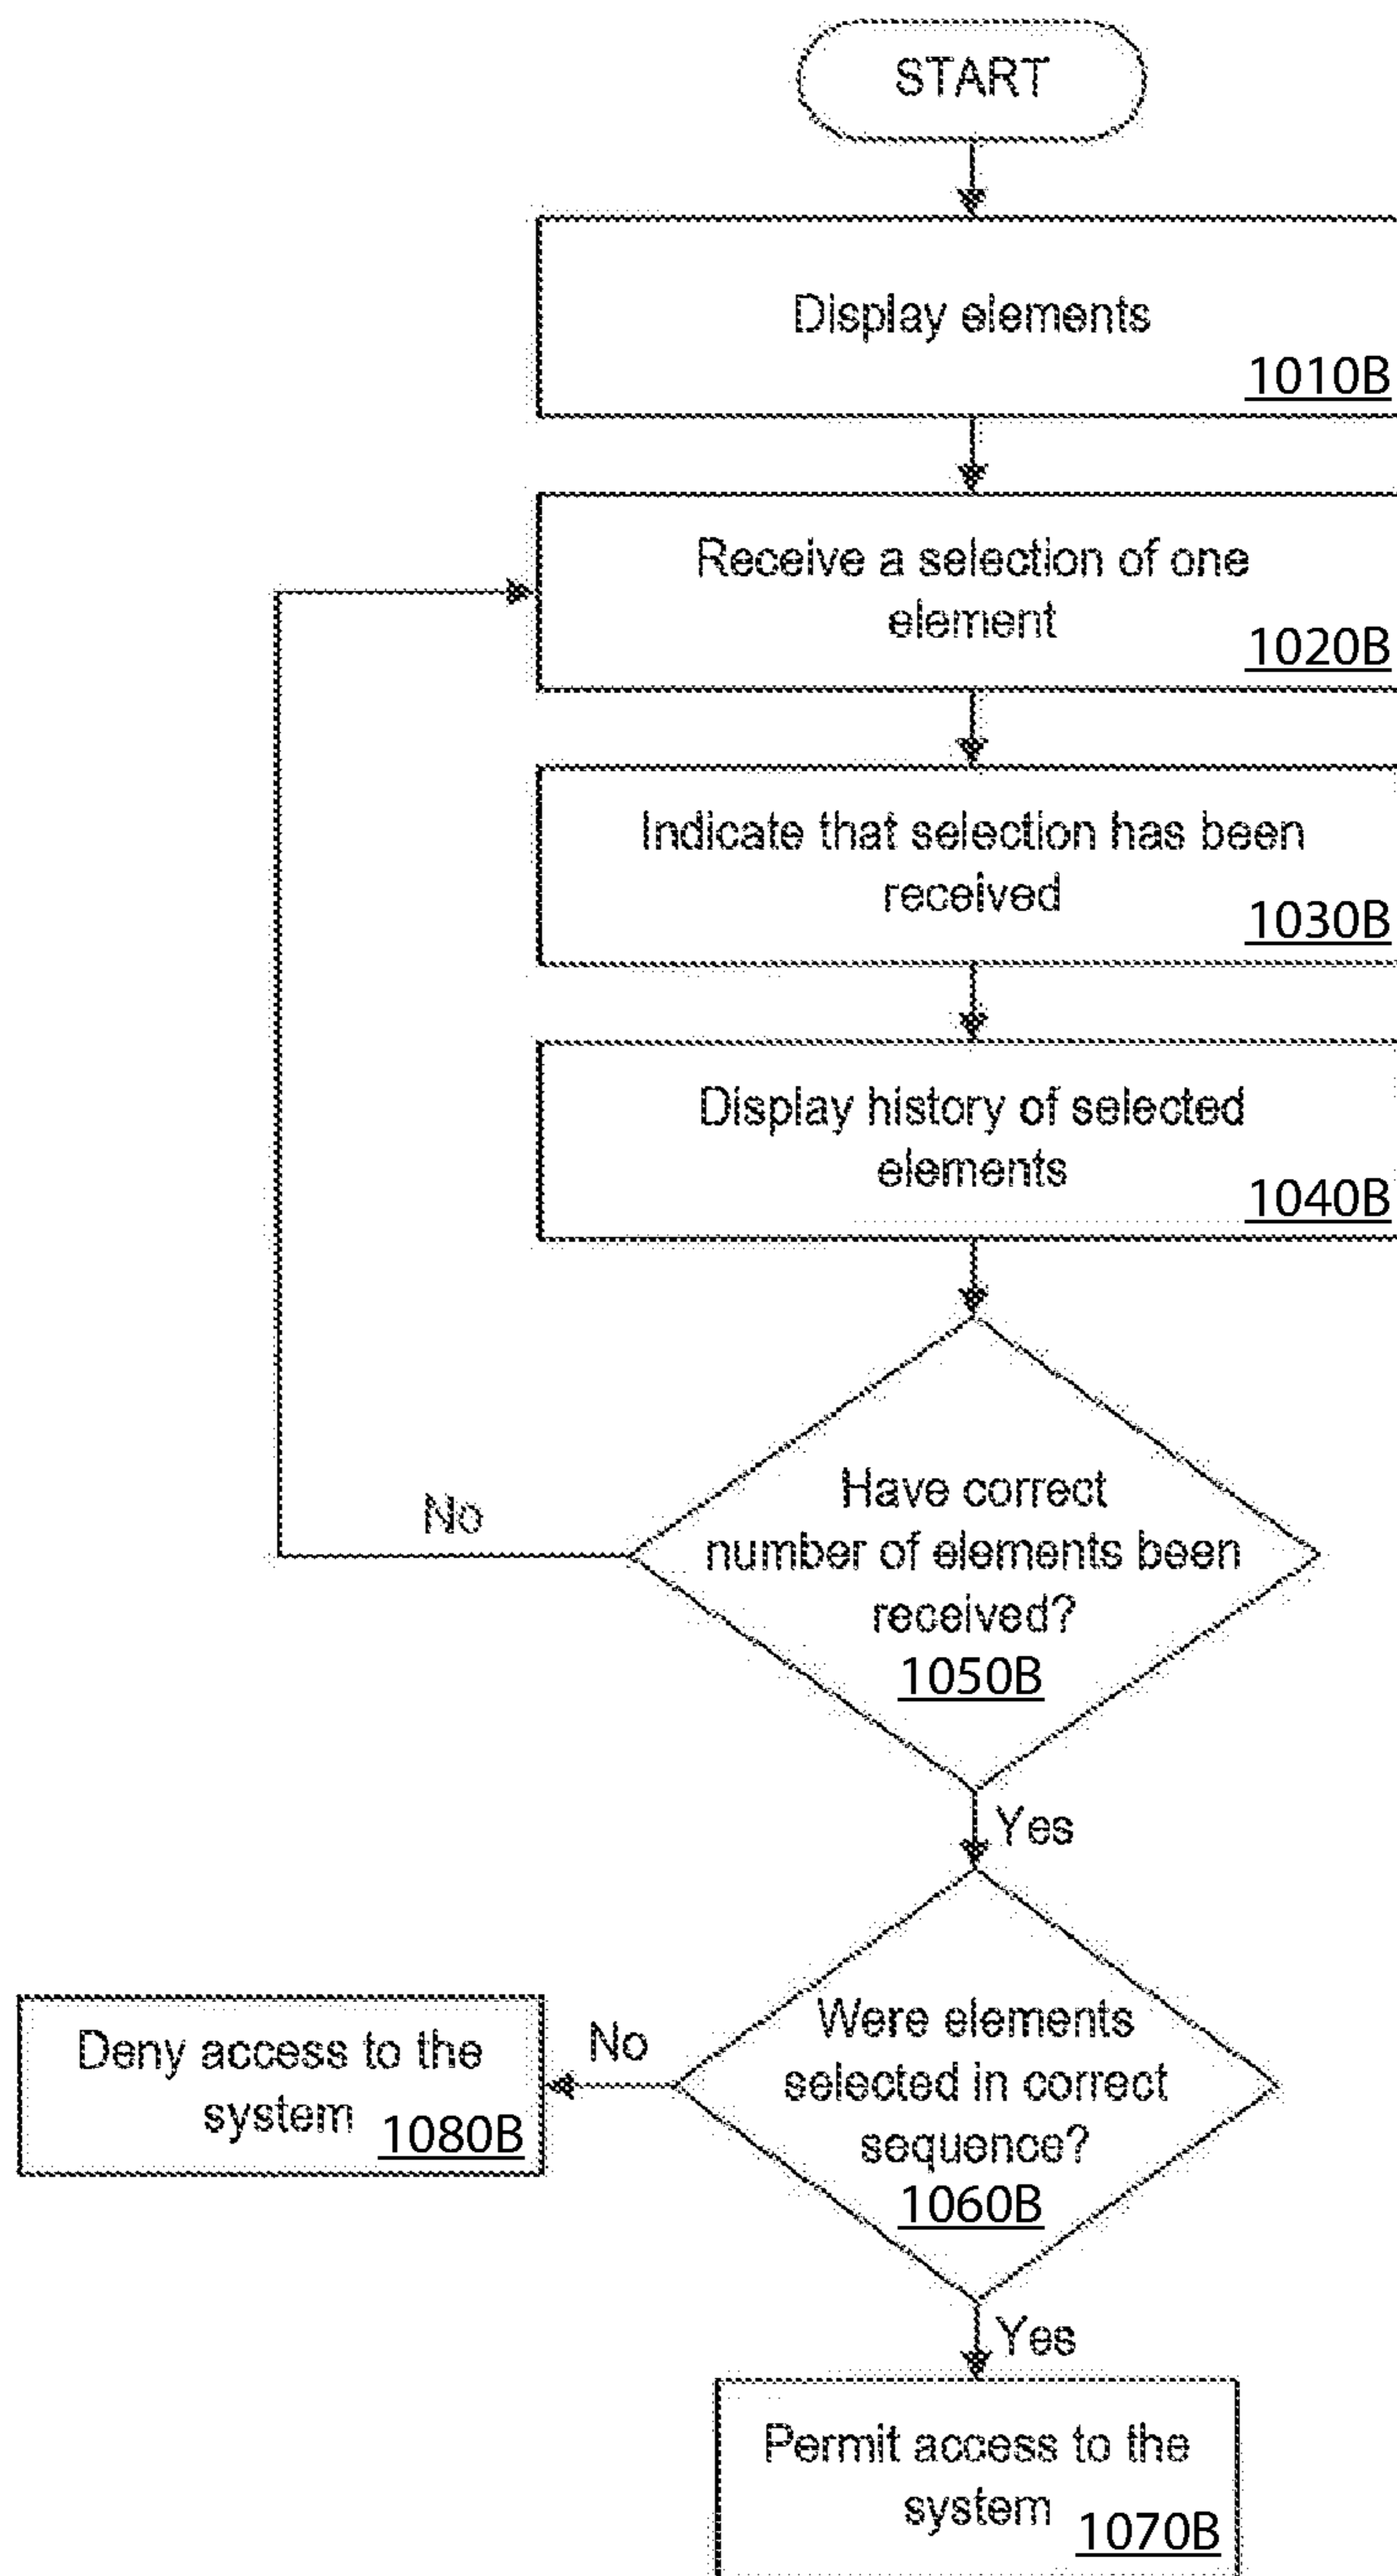 START
Display elements
1010B
Receive a selection of one
element
1020B
Indicate that selection has been
received
1030B
Display history of selected
elements
1040B
Have correct
number of elements been
received?
1050B
No
Yes
Were elements
selected in correct
sequence?
1060B
No
Deny access to the
system
1080B
Yes
Permit access to the
system
1070B